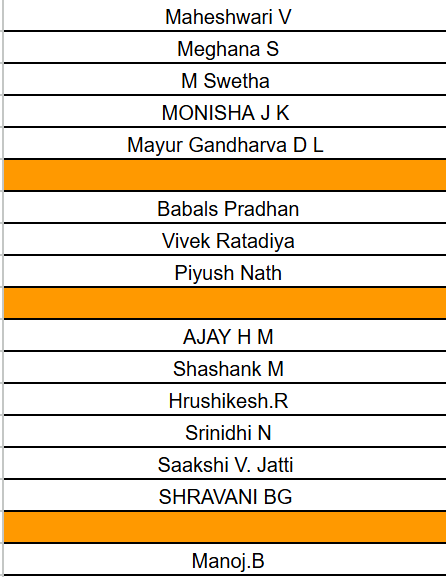 Maheshwari V
Meghana S
M Swetha
MONISHA J K
Mayur Gandharva D L
Babals Pradhan
Vivek Ratadiya
Piyush Nath
AJAY H M
Shashank M
Hrushikesh.R
Srinidhi N
Saakshi V. Jatti
SHRAVANI BG
Manoj.B